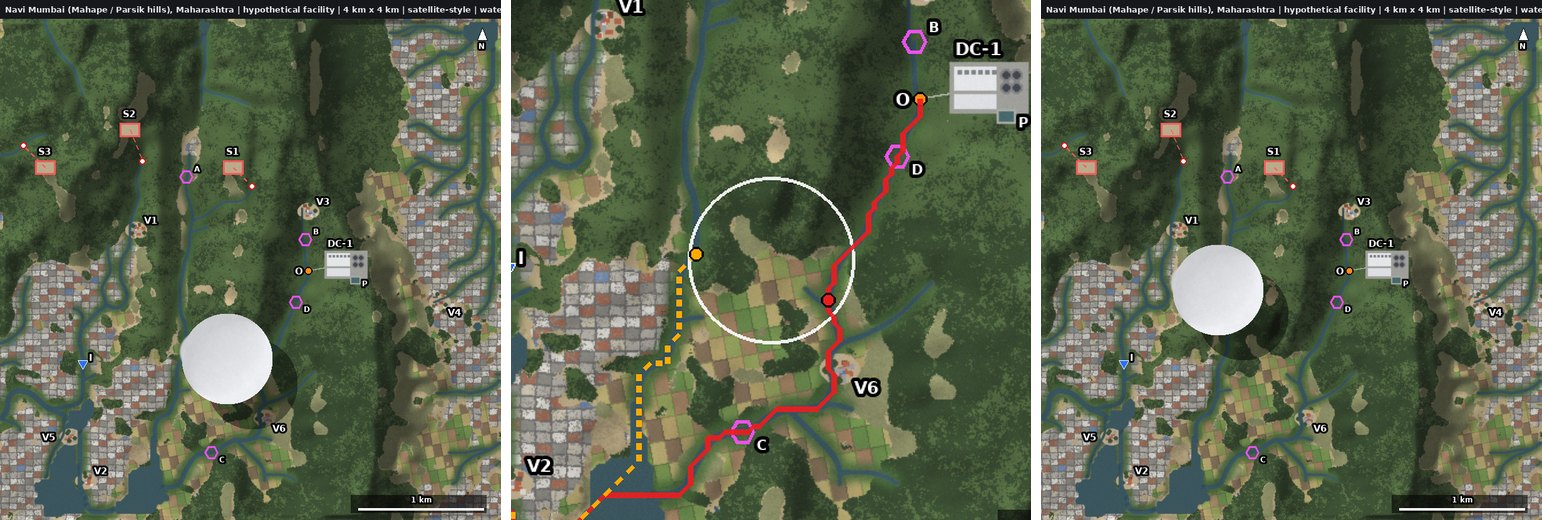 Navi Mumbai (Mahape / Parsik hills), Maharashtra | hypothetical facility | 4 km x 4 km | satellite-style | wate
N
S2
S3
S1
A
V3
V1
B
DC-1
O
P
D
V4
I
V6
V5
C
V2
1 km
V1
B
DC-1
O
P
D
I
V6
C
V2
Navi Mumbai (Mahape / Parsik hills), Maharashtra | hypothetical facility | 4 km x 4 km | satellite-style | wate
N
S2
S3
S1
A
V3
V1
B
DC-1
O
P
D
V4
I
V6
V5
C
V2
1 km